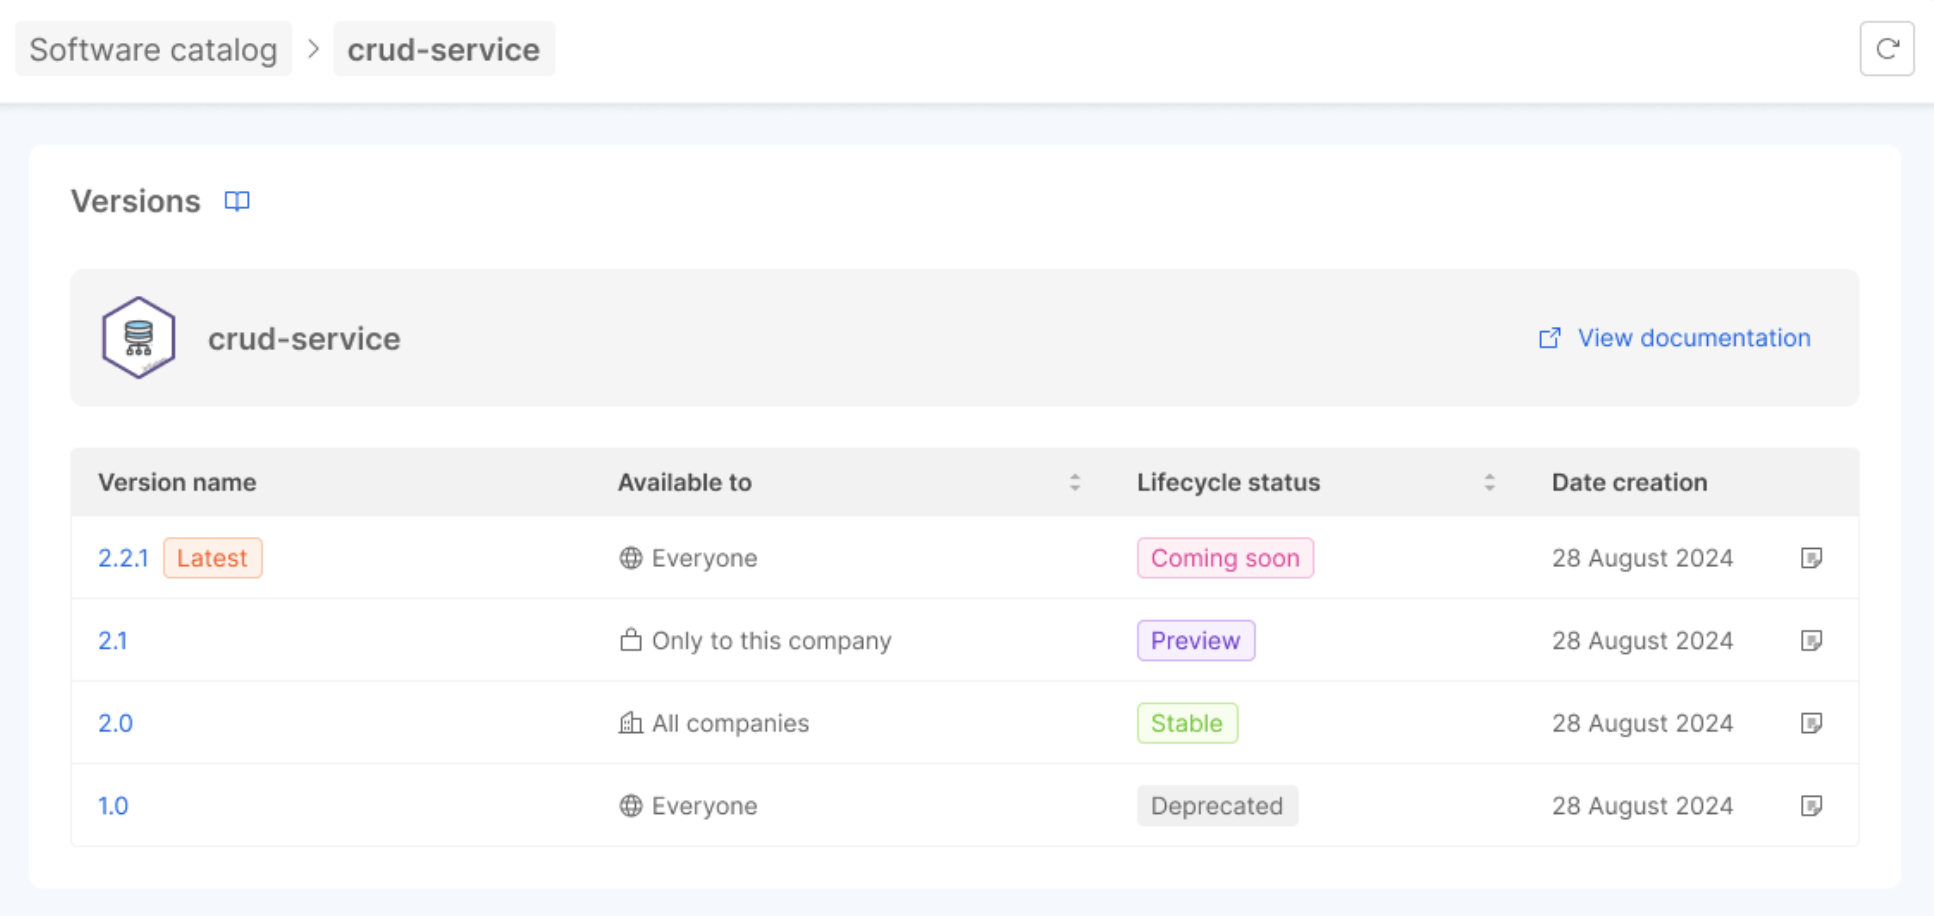 Software catalog > crud-service
Versions
crud-service
View documentation
Version name Available to Lifecycle status Date creation
2.2.1 Latest Everyone Coming soon 28 August 2024
2.1 Only to this company Preview 28 August 2024
2.0 All companies Stable 28 August 2024
1.0 Everyone Deprecated 28 August 2024